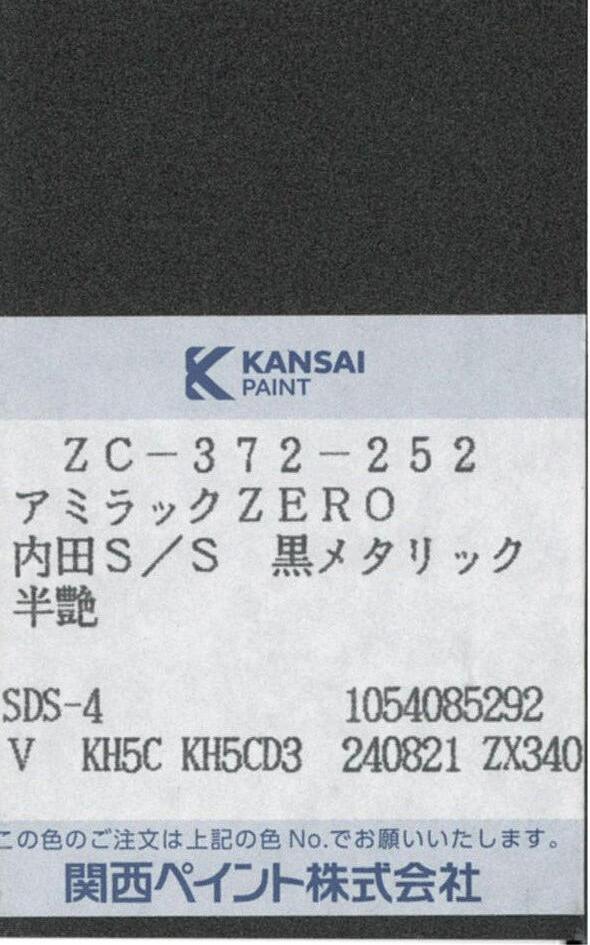 KANSAI
PAINT
ZC-372-252
アミラックZERO
内田S/S 黒メタリック
半艶
SDS-4 1054085292
V KH5C KH5CD3 240821 ZX340
この色のご注文は上記の色 No.でお願いいたします。
関西ペイント株式会社